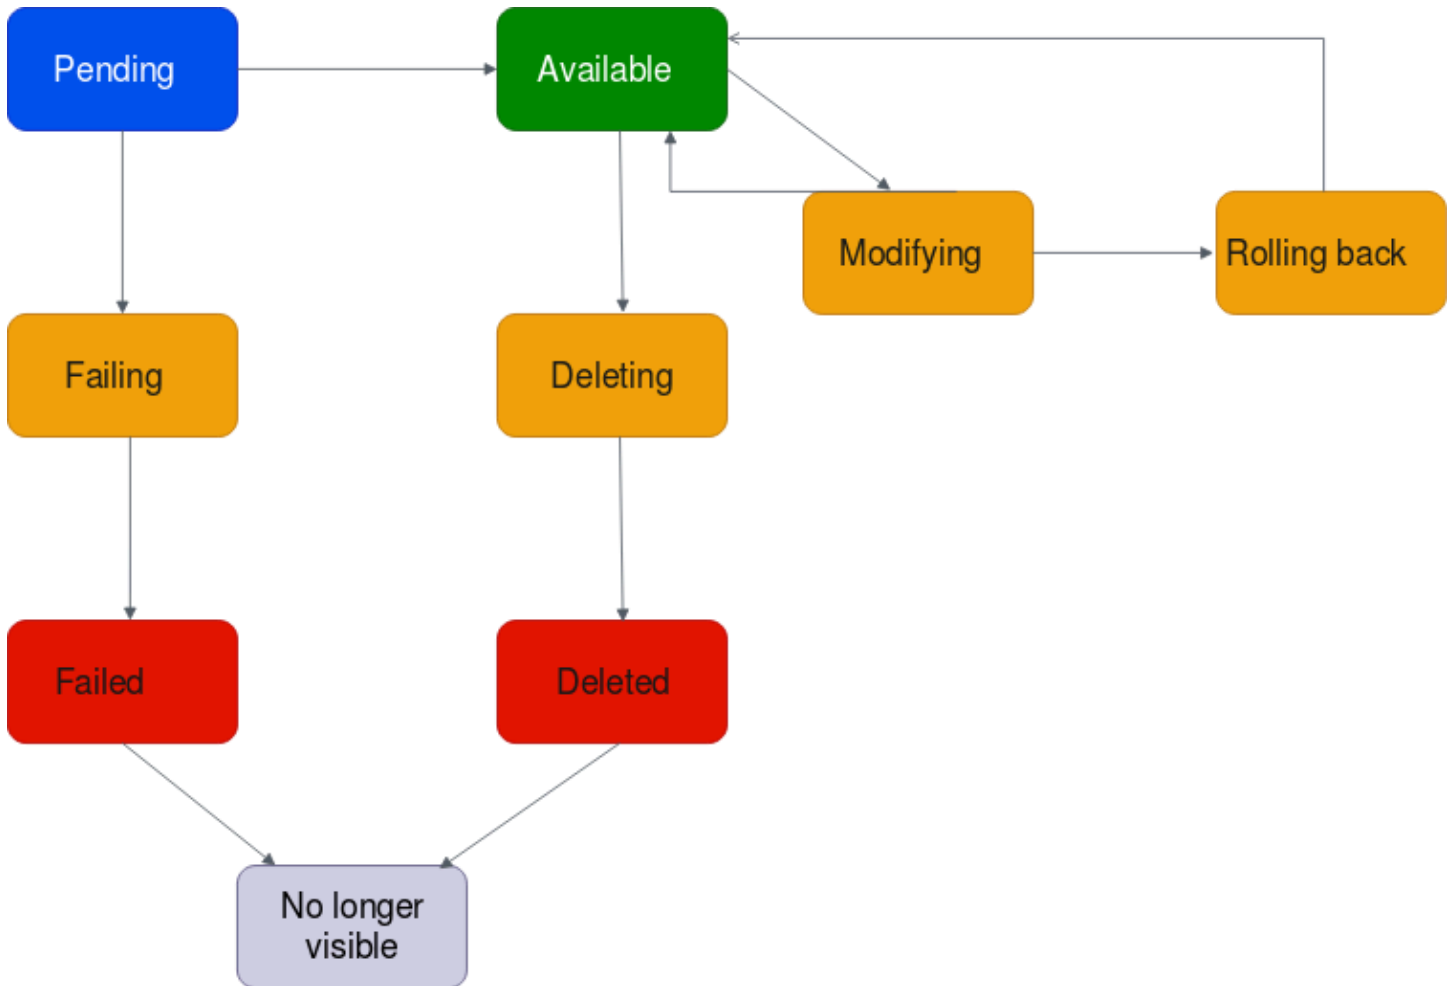 Pending
Available
Modifying
Rolling back
Failing
Deleting
Failed
Deleted
No longer
visible